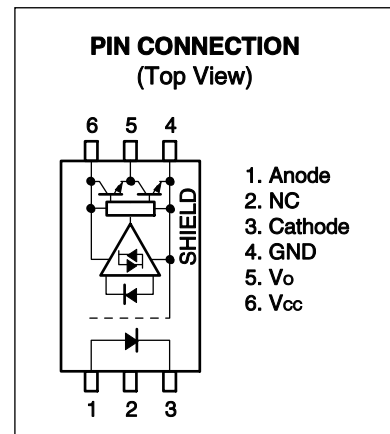 PIN CONNECTION
(Top View)
6 5 4
SHIELD
1 2 3
1. Anode
2. NC
3. Cathode
4. GND
5. Vo
6. Vcc